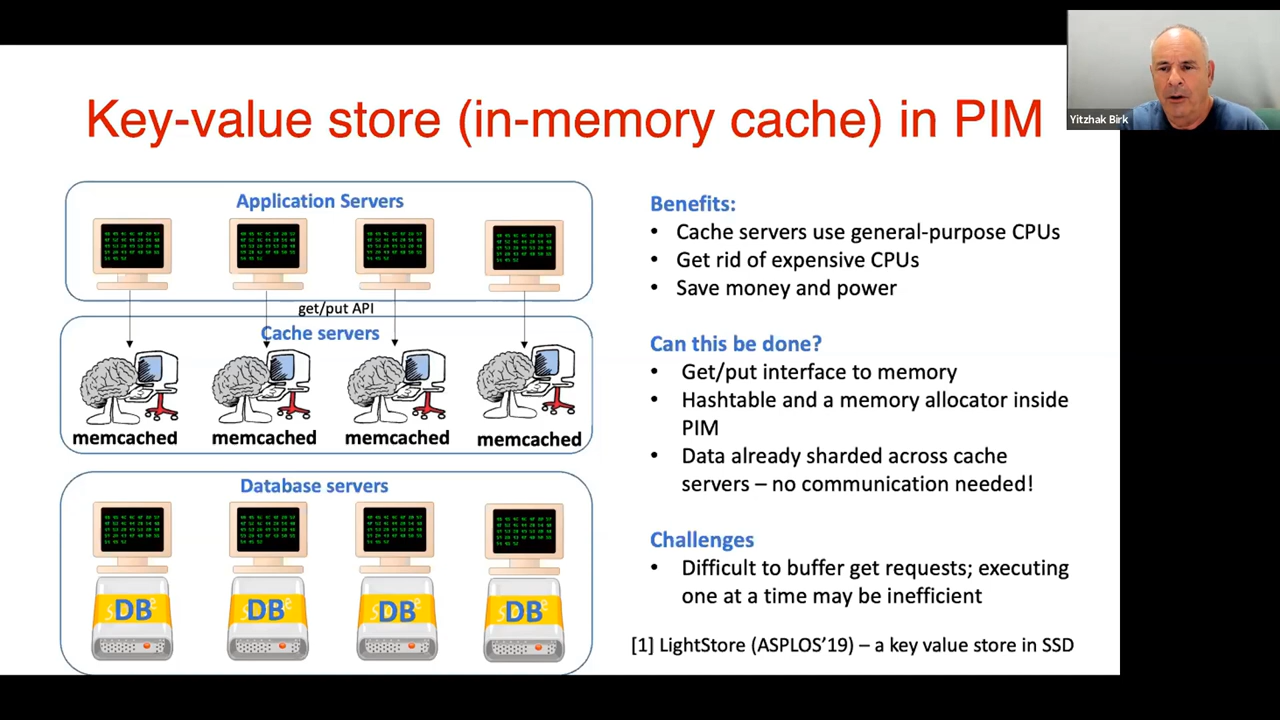 Key-value store (in-memory cache) in PIM
Yitzhak Birk
Application Servers
get/put API
Cache servers
memcached memcached memcached memcached
Database servers
DB DB DB DB
Benefits:
• Cache servers use general-purpose CPUs
• Get rid of expensive CPUs
• Save money and power
Can this be done?
• Get/put interface to memory
• Hashtable and a memory allocator inside
PIM
• Data already sharded across cache
servers – no communication needed!
Challenges
• Difficult to buffer get requests; executing
one at a time may be inefficient
[1] LightStore (ASPLOS'19) – a key value store in SSD